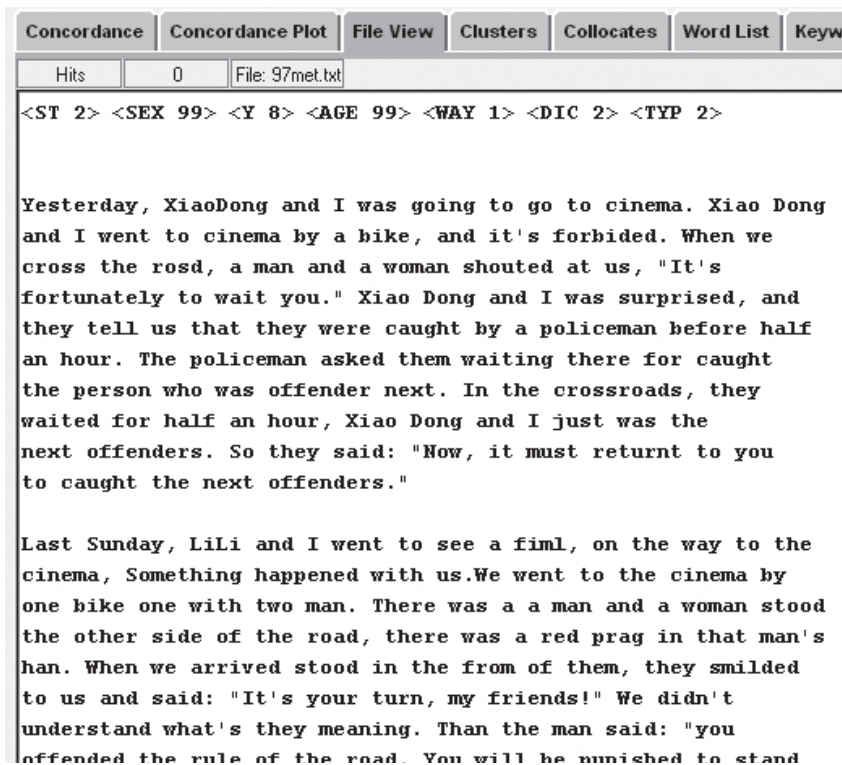 Concordance Concordance Plot File View Clusters Collocates Word List Keyw
Hits 0 File: 97met.txt
<ST 2> <SEX 99> <Y 8> <AGE 99> <WAY 1> <DIC 2> <TYP 2>
Yesterday, XiaoDong and I was going to go to cinema. Xiao Dong
and I went to cinema by a bike, and it's forbided. When we
cross the rosd, a man and a woman shouted at us, "It's
fortunately to wait you." Xiao Dong and I was surprised, and
they tell us that they were caught by a policeman before half
an hour. The policeman asked them waiting there for caught
the person who was offender next. In the crossroads, they
waited for half an hour, Xiao Dong and I just was the
next offenders. So they said: "Now, it must returnt to you
to caught the next offenders."
Last Sunday, LiLi and I went to see a fiml, on the way to the
cinema, Something happened with us.We went to the cinema by
one bike one with two man. There was a a man and a woman stood
the other side of the road, there was a red prag in that man's
han. When we arrived stood in the from of them, they smilded
to us and said: "It's your turn, my friends!" We didn't
understand what's they meaning. Than the man said: "you
offended the rule of the road. You will be punished to stand